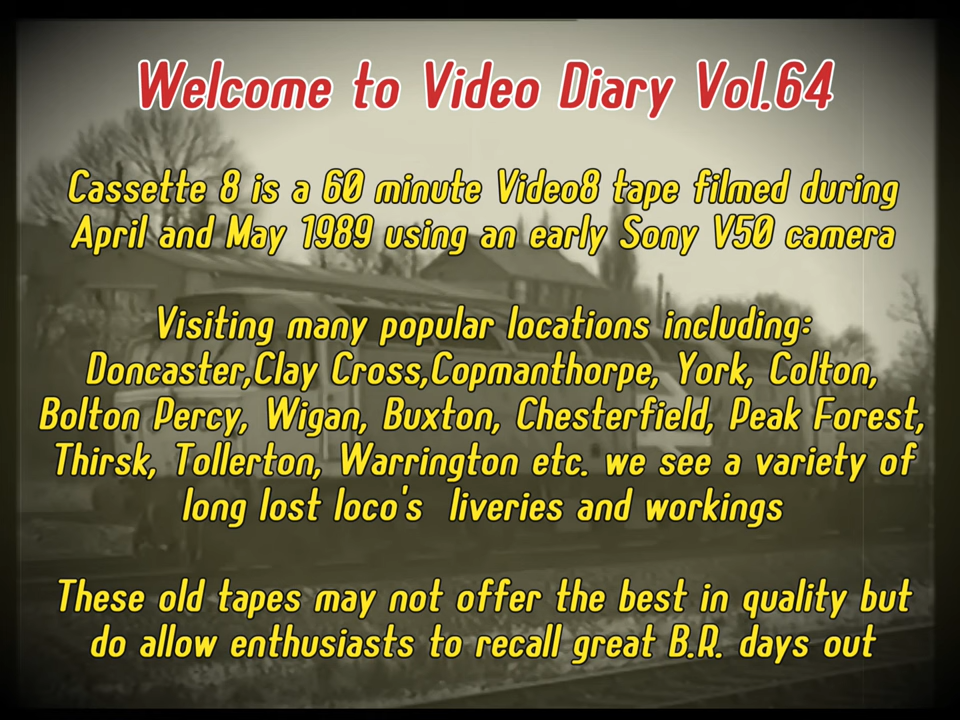 Welcome to Video Diary Vol.64
Cassette 8 is a 60 minute Video8 tape filmed during
April and May 1989 using an early Sony V50 camera
Visiting many popular locations including:
Doncaster,Clay Cross,Copmanthorpe, York, Colton,
Bolton Percy, Wigan, Buxton, Chesterfield, Peak Forest,
Thirsk, Tollerton, Warrington etc. we see a variety of
long lost loco's  liveries and workings
These old tapes may not offer the best in quality but
do allow enthusiasts to recall great B.R. days out